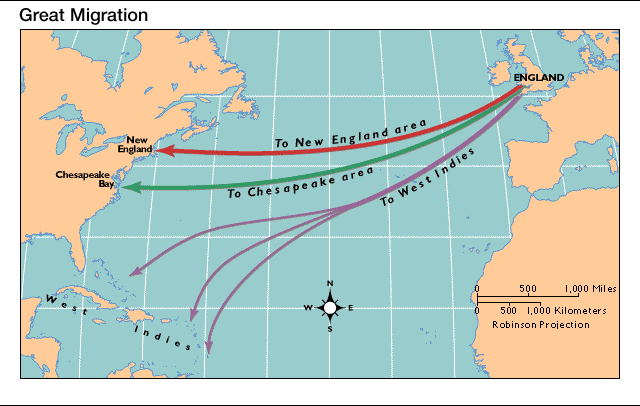 Great Migration
ENGLAND
New
England
To New England area
Chesapeake
Bay
To Chesapeake area
To West Indies
West
Indies
N
W
E
S
0 500 1,000 Miles
0 500 1,000 Kilometers
Robinson Projection